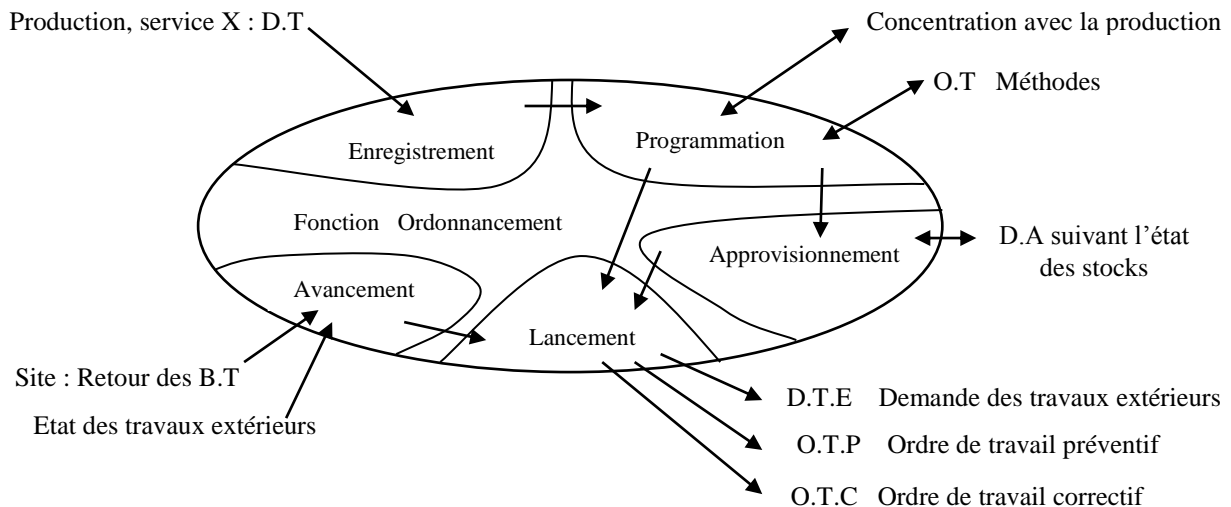 Production, service X : D.T
Concentration avec la production
O.T Méthodes
Programmation
Enregistrement
Fonction Ordonnancement
Approvisionnement
D.A suivant l'état
des stocks
Avancement
Lancement
Site : Retour des B.T
Etat des travaux extérieurs
D.T.E Demande des travaux extérieurs
O.T.P Ordre de travail préventif
O.T.C Ordre de travail correctif